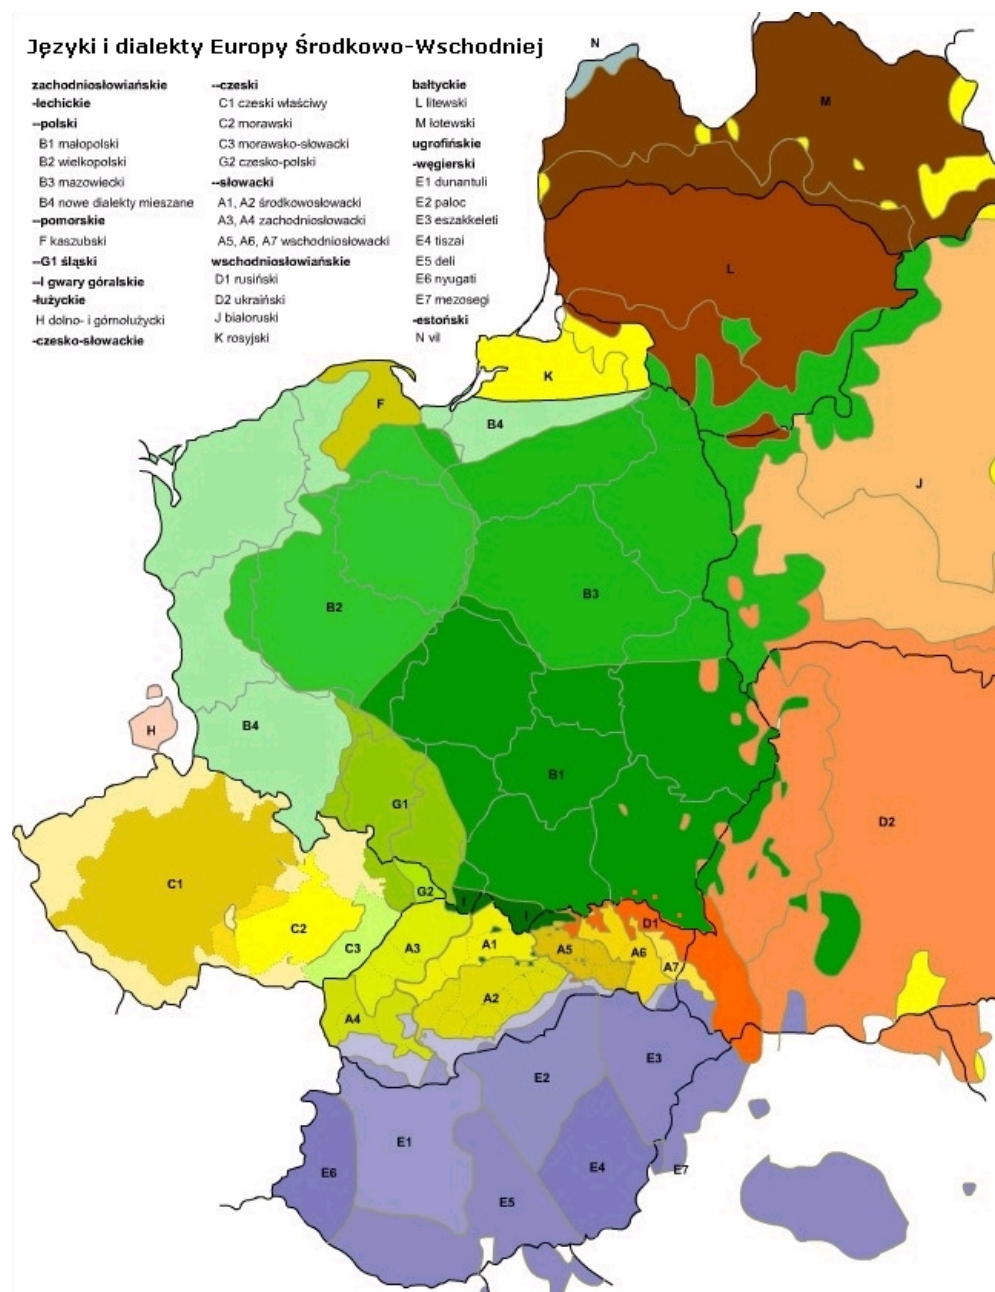 Języki i dialekty Europy Środkowo-Wschodniej
zachodniosłowiańskie
-lechickie
--polski
B1 małopolski
B2 wielkopolski
B3 mazowiecki
B4 nowe dialekty mieszane
--pomorskie
F kaszubski
--G1 śląski
--I gwary góralskie
-łużyckie
H dolno- i górnołużycki
-czesko-słowackie
--czeski
C1 czeski właściwy
C2 morawski
C3 morawsko-słowacki
G2 czesko-polski
--słowacki
A1, A2 środkowosłowacki
A3, A4 zachodniosłowacki
A5, A6, A7 wschodniosłowacki
wschodniosłowiańskie
D1 rusiński
D2 ukraiński
J białoruski
K rosyjski
bałtyckie
L litewski
M łotewski
ugrofińskie
-węgierski
E1 dunantuli
E2 paloc
E3 eszakkeleti
E4 tiszai
E5 deli
E6 nyugati
E7 mezosegi
-estoński
N vil
N
M
L
K
F
B4
J
B2
B3
H
B4
B1
G1
D2
C1
G2
I
I
C2
C3
A3
A1
A5
D1
A6
A7
A2
A4
E3
E2
E1
E6
E4
E7
E5